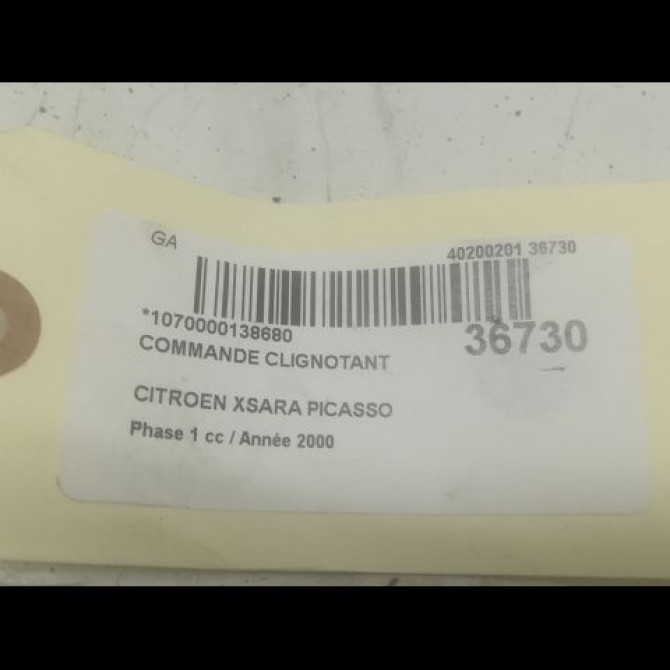 GA
40200201 36730
*1070000138680
36730
COMMANDE CLIGNOTANT
CITROEN XSARA PICASSO
Phase 1 cc / Année 2000